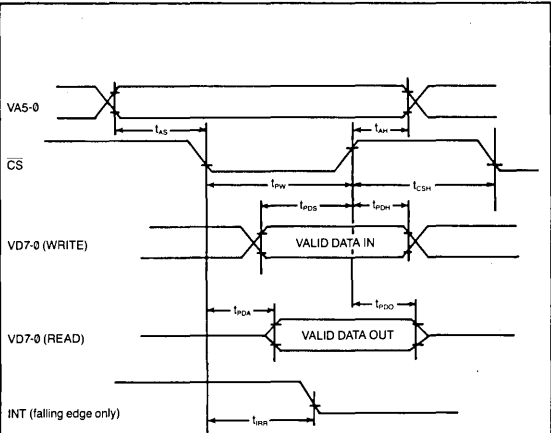 VA5-0
tAS
tAH
CS
tPW
tCSH
tPDS
tPDH
VD7-0 (WRITE)
VALID DATA IN
tPDA
tPDO
VD7-0 (READ)
VALID DATA OUT
INT (falling edge only)
tIRR